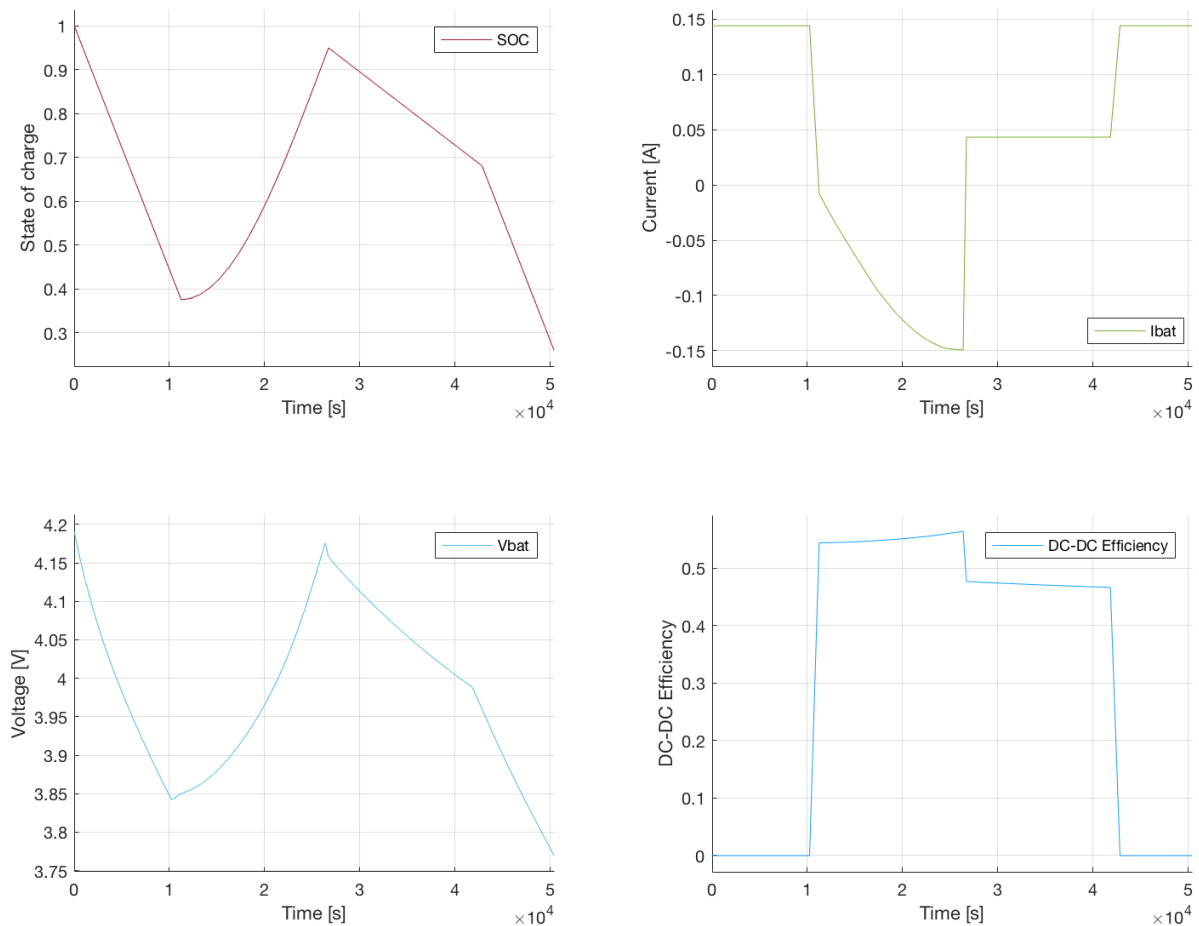 1
0.9
0.8
0.7
0.6
0.5
0.4
0.3
State of charge
SOC
0 1 2 3 4 5
Time [s]
×10^4
0.15
0.1
0.05
0
-0.05
-0.1
-0.15
Current [A]
Ibat
0 1 2 3 4 5
Time [s]
×10^4
4.2
4.15
4.1
4.05
4
3.95
3.9
3.85
3.8
3.75
Voltage [V]
Vbat
0 1 2 3 4 5
Time [s]
×10^4
0.5
0.4
0.3
0.2
0.1
0
DC-DC Efficiency
DC-DC Efficiency
0 1 2 3 4 5
Time [s]
×10^4